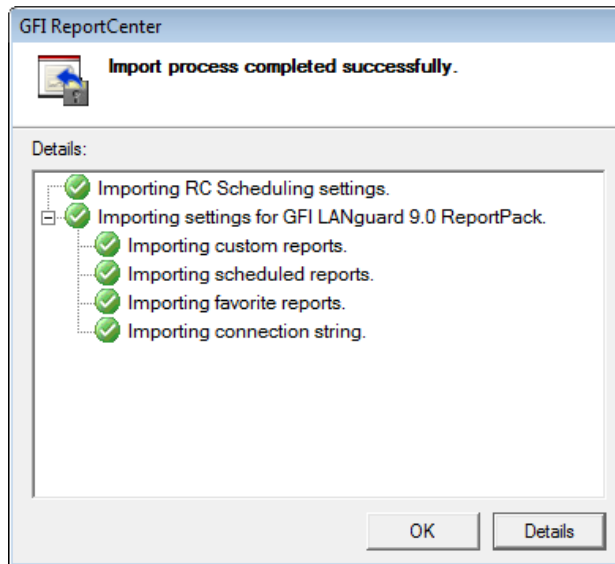 GFI ReportCenter
Import process completed successfully.
Details:
Importing RC Scheduling settings.
Importing settings for GFI LANguard 9.0 ReportPack.
Importing custom reports.
Importing scheduled reports.
Importing favorite reports.
Importing connection string.
OK
Details